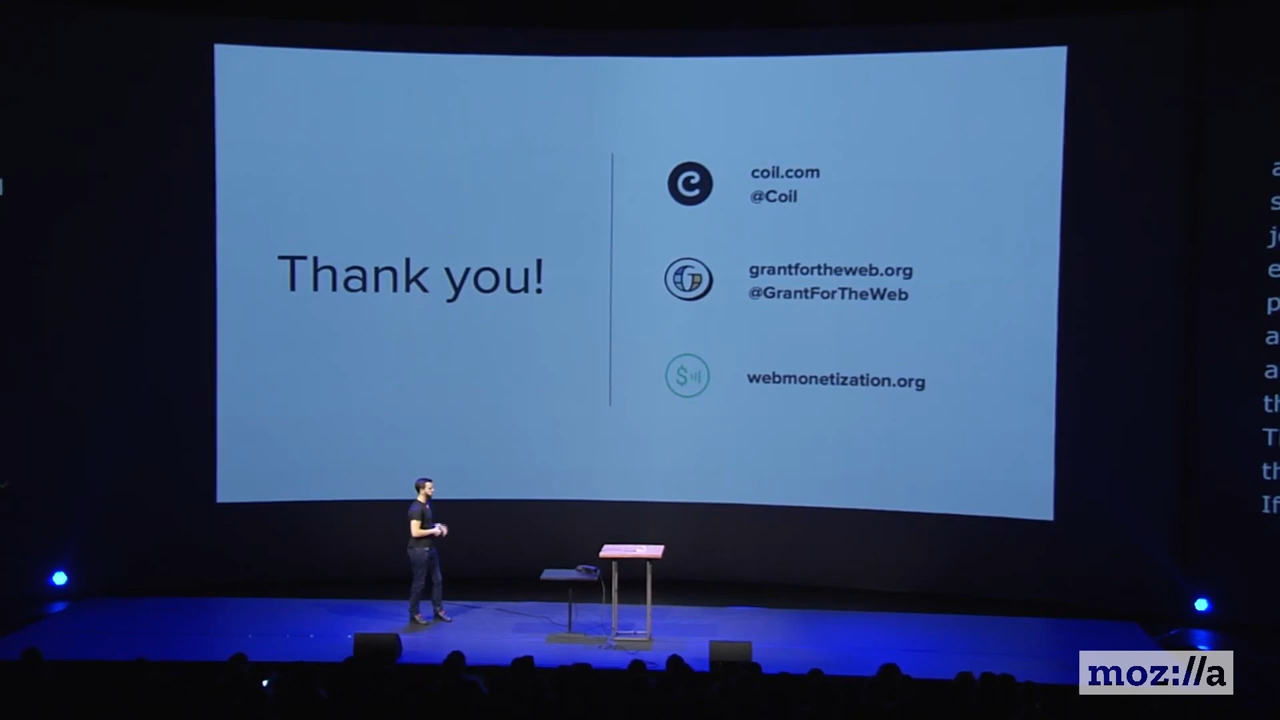 Thank you!
coil.com
@Coil
grantfortheweb.org
@GrantForTheWeb
$
webmonetization.org
moz://a